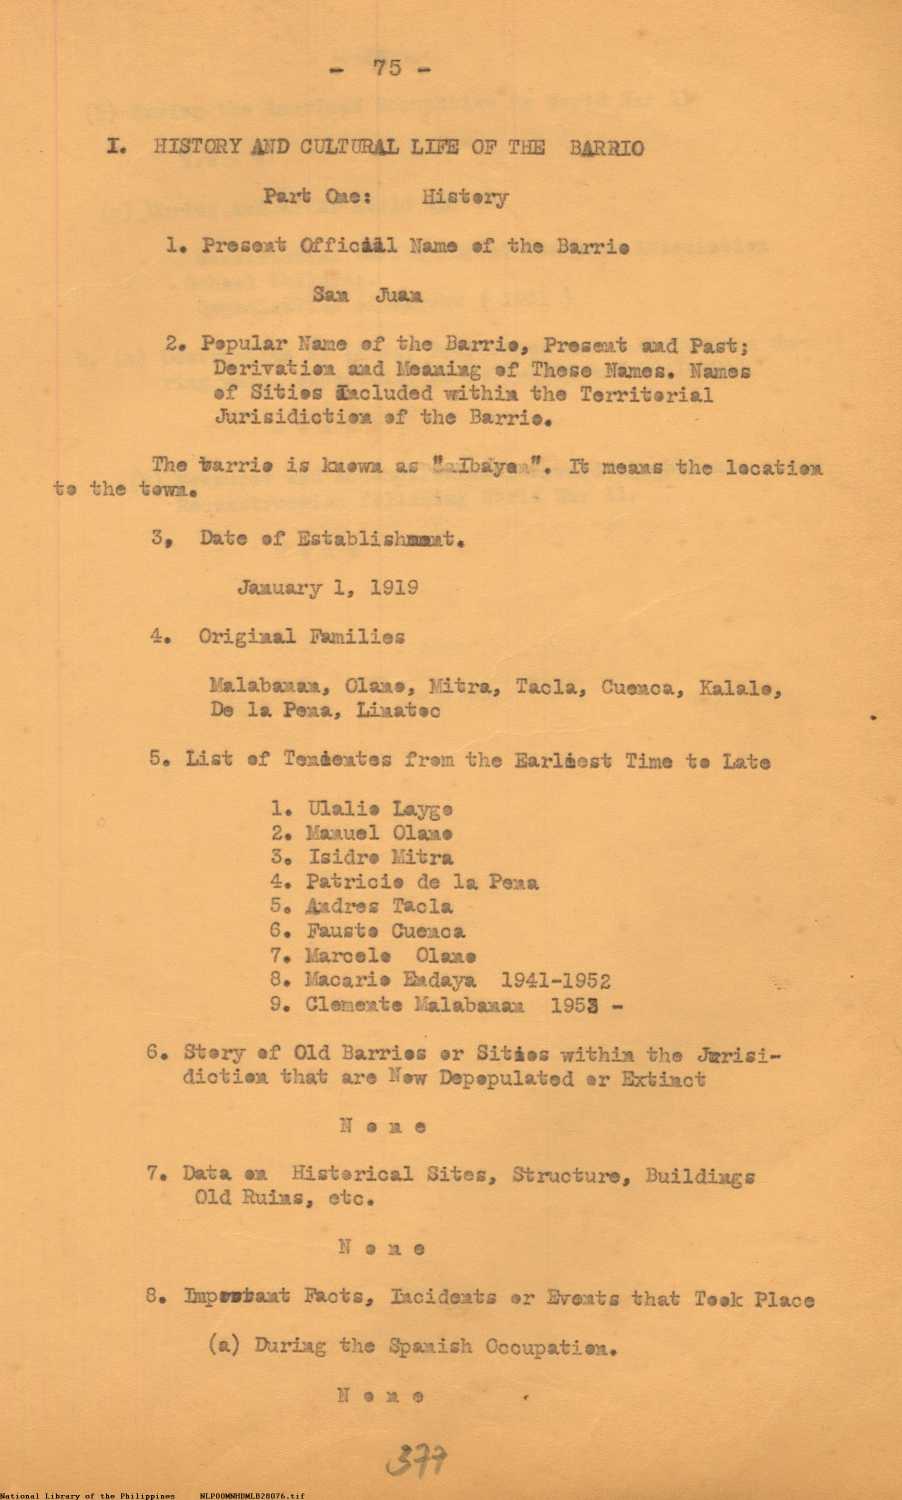 - 75 -
I. HISTORY AND CULTURAL LIFE OF THE BARRIO
Part One: History
1. Present Official Name of the Barrio
San Juan
2. Popular Name of the Barrio, Present and Past;
Derivation and Meaning of These Names. Names
of Sitios Included within the Territorial
Jurisidiction of the Barrio.
The barrio is known as "Ibayon". It means the location
to the town.
3, Date of Establishment.
January 1, 1919
4. Original Families
Malabanan, Olano, Mitra, Tacla, Cuenca, Kalalo,
De la Pena, Limatoc
5. List of Tenientes from the Earliest Time to Late
1. Ulalio Laygo
2. Manuel Olano
3. Isidro Mitra
4. Patricio de la Pena
5. Andres Tacla
6. Fausto Cuenca
7. Marcelo Olano
8. Macario Endaya 1941-1952
9. Clemente Malabanan 1953 -
6. Story of Old Barrios or Sitios within the Jurisi-
diction that are Now Depopulated or Extinct
N o n e
7. Data on Historical Sites, Structure, Buildings
Old Ruins, etc.
N o n e
8. Important Facts, Incidents or Events that Took Place
(a) During the Spanish Occupation.
N o n e
377
National Library of the Philippines NLPOOMNHDMLB28076.tif